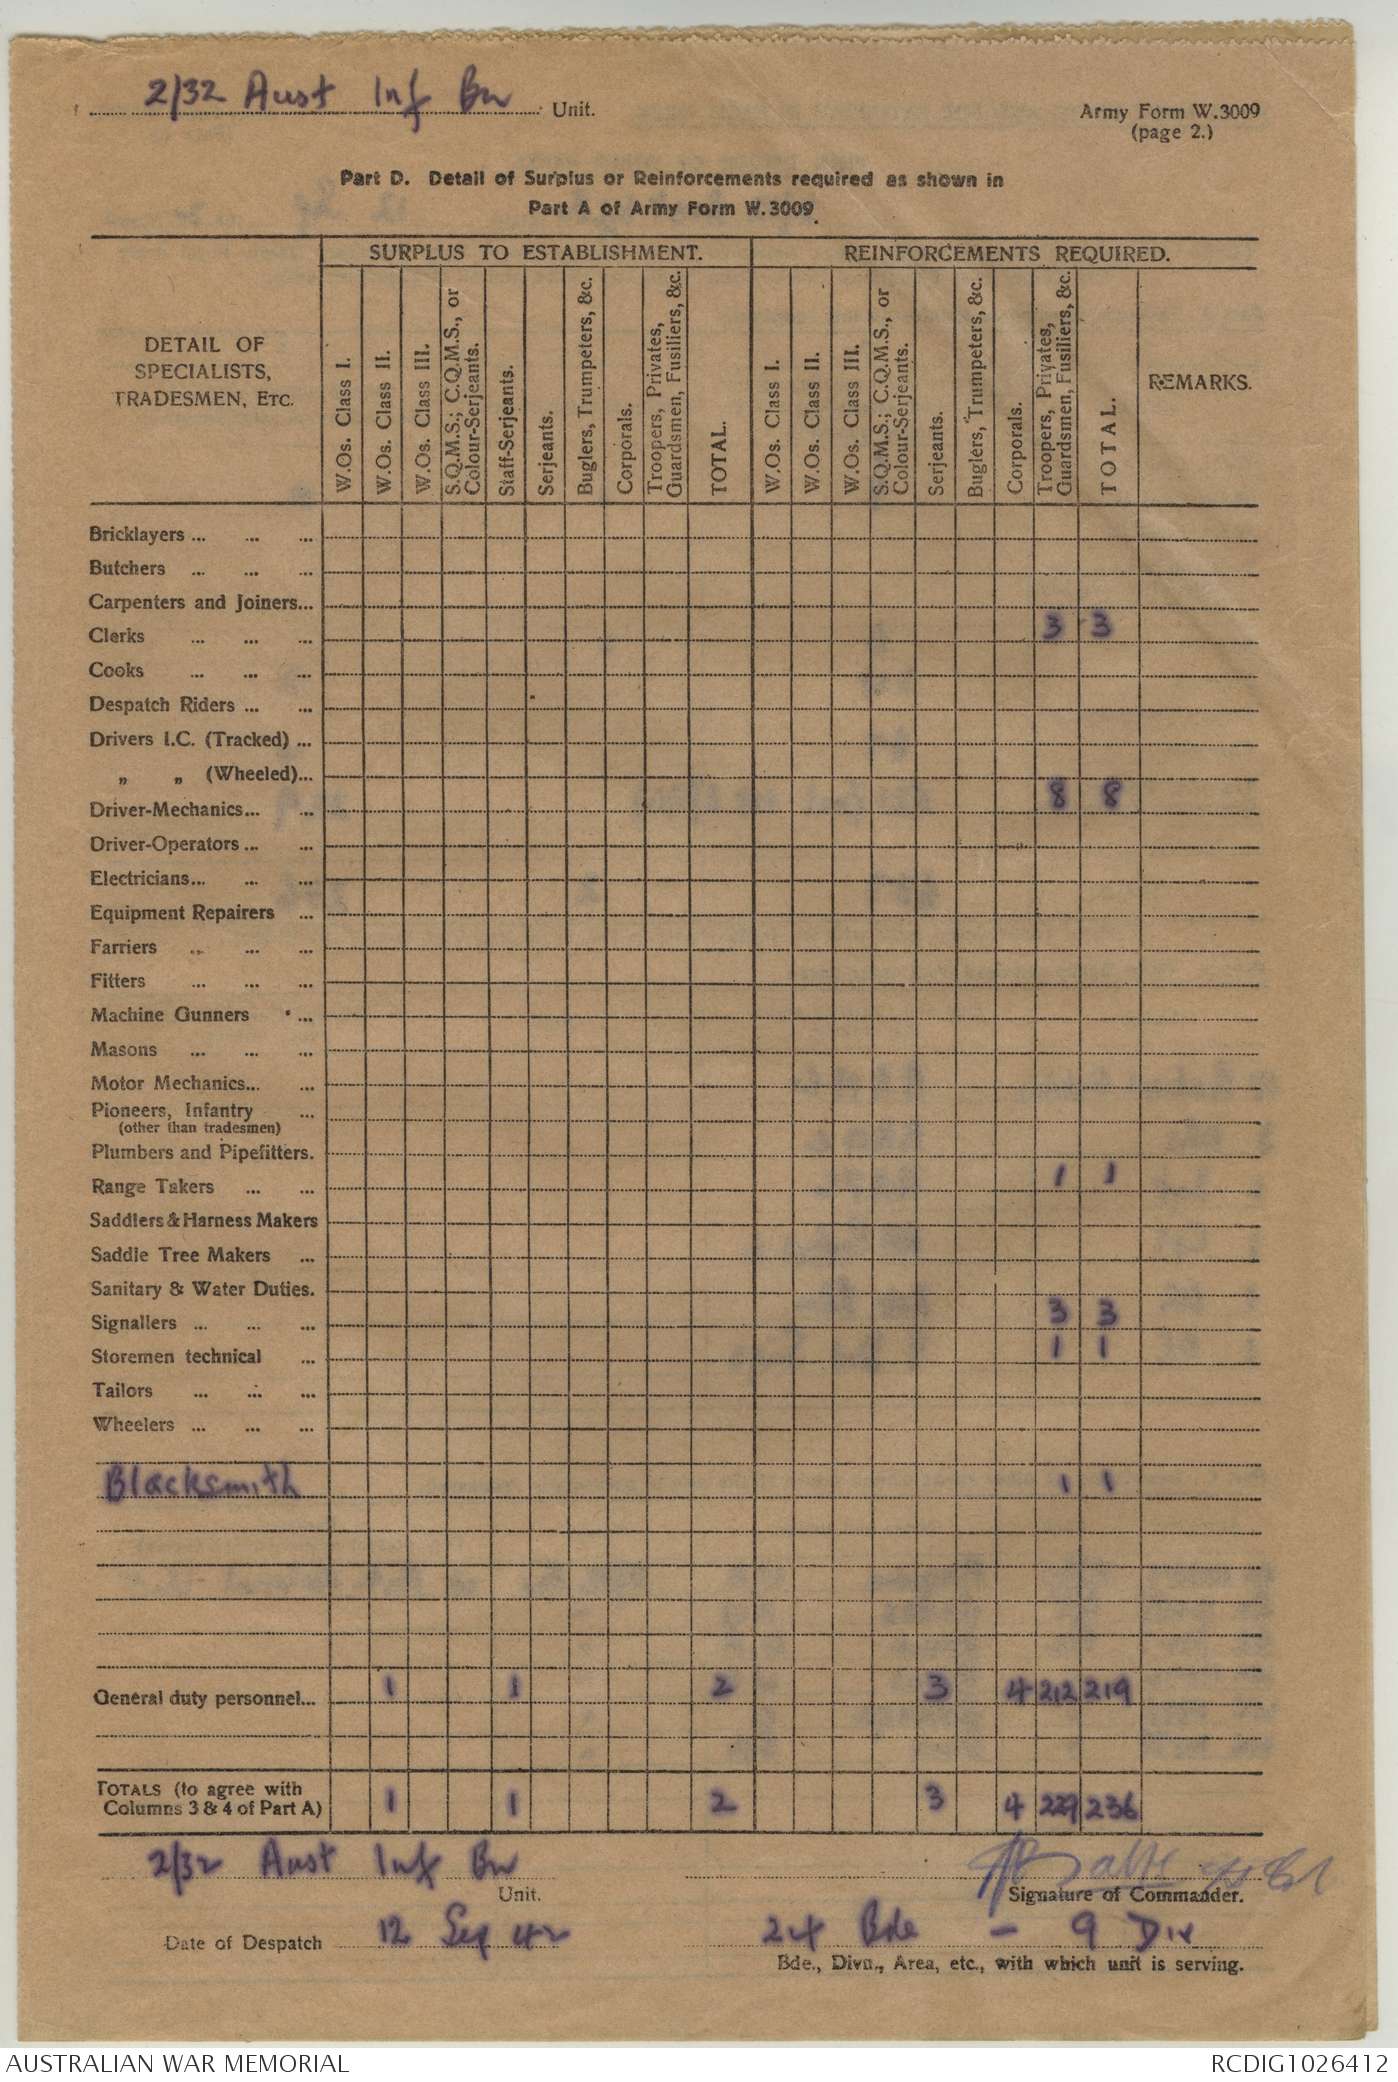 2/32 Aust Inf Bn Unit.
Army Form W.3009
(page 2.)
Part D. Detail of Surplus or Reinforcements required as shown in
Part A of Army Form W.3009
DETAIL OF SPECIALISTS, TRADESMEN, ETC.
SURPLUS TO ESTABLISHMENT.
W.Os. Class I.
W.Os. Class II.
W.Os. Class III.
S.Q.M.S.; C.Q.M.S., or Colour-Serjeants.
Staff-Serjeants.
Serjeants.
Buglers, Trumpeters, &c.
Corporals.
Troopers, Privates, Guardsmen, Fusiliers, &c.
TOTAL.
REINFORCEMENTS REQUIRED.
W.Os. Class I.
W.Os. Class II.
W.Os. Class III.
S.Q.M.S.; C.Q.M.S., or Colour-Serjeants.
Serjeants.
Buglers, Trumpeters, &c.
Corporals.
Troopers, Privates, Guardsmen, Fusiliers, &c.
TOTAL.
REMARKS.
Bricklayers ... ... ...
Butchers ... ... ...
Carpenters and Joiners...
Clerks ... ... ... 3 3
Cooks ... ... ...
Despatch Riders ... ...
Drivers I.C. (Tracked) ...
„ „ (Wheeled)...
Driver-Mechanics... ... 8 8
Driver-Operators ... ...
Electricians... ... ...
Equipment Repairers ...
Farriers ... ... ...
Fitters ... ... ...
Machine Gunners ...
Masons ... ... ...
Motor Mechanics... ...
Pioneers, Infantry ...
(other than tradesmen)
Plumbers and Pipefitters.
Range Takers ... ... 1 1
Saddlers & Harness Makers
Saddle Tree Makers ...
Sanitary & Water Duties.
Signallers ... ... ... 3 3
Storemen technical ... 1 1
Tailors ... ... ...
Wheelers ... ... ...
Blacksmith 1 1
General duty personnel... 1 1 2 3 4 212 219
TOTALS (to agree with
Columns 3 & 4 of Part A) 1 1 2 3 4 229 236
2/32 Aust Inf Bn
Unit.
Signature of Commander.
Date of Despatch 12 Sep 42
24 Bde - 9 Div
Bde., Divn., Area, etc., with which unit is serving.
AUSTRALIAN WAR MEMORIAL
RCDIG1026412